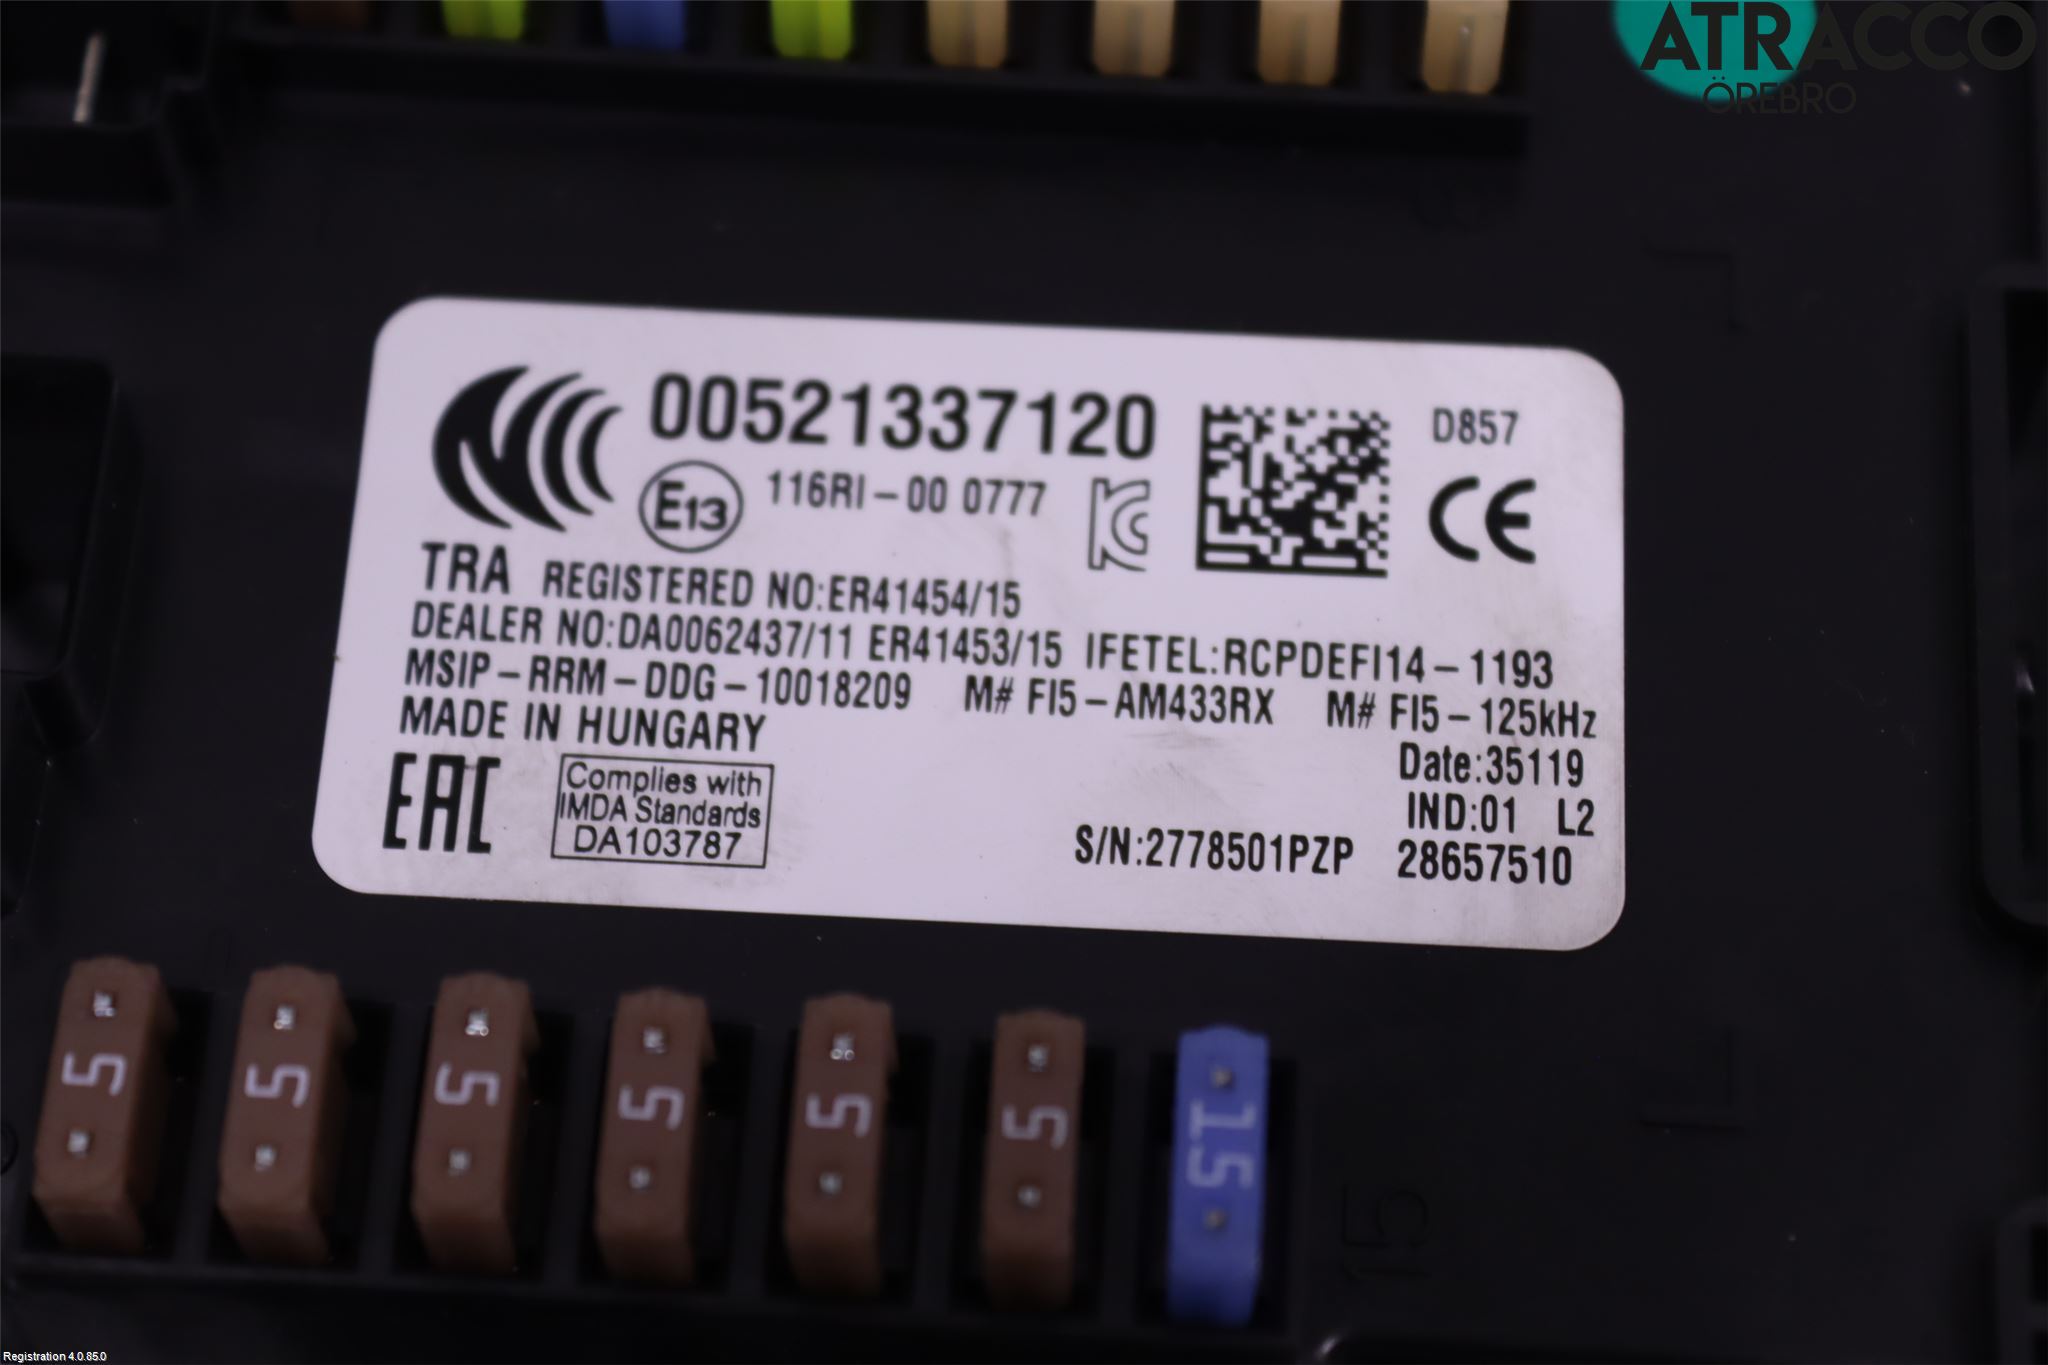 ATRACCO
ÖREBRO
00521337120
D857
E13 116RI-00 0777
CE
TRA REGISTERED NO:ER41454/15
DEALER NO:DA0062437/11 ER41453/15 IFETEL:RCPDEFI14-1193
MSIP-RRM-DDG-10018209 M# FI5-AM433RX M# FI5-125kHz
MADE IN HUNGARY
Date:35119
EAC
Complies with
IMDA Standards
DA103787
IND:01 L2
S/N:2778501PZP 28657510
5 5 5 5 5 5 15
15
Registration 4.0.85.0